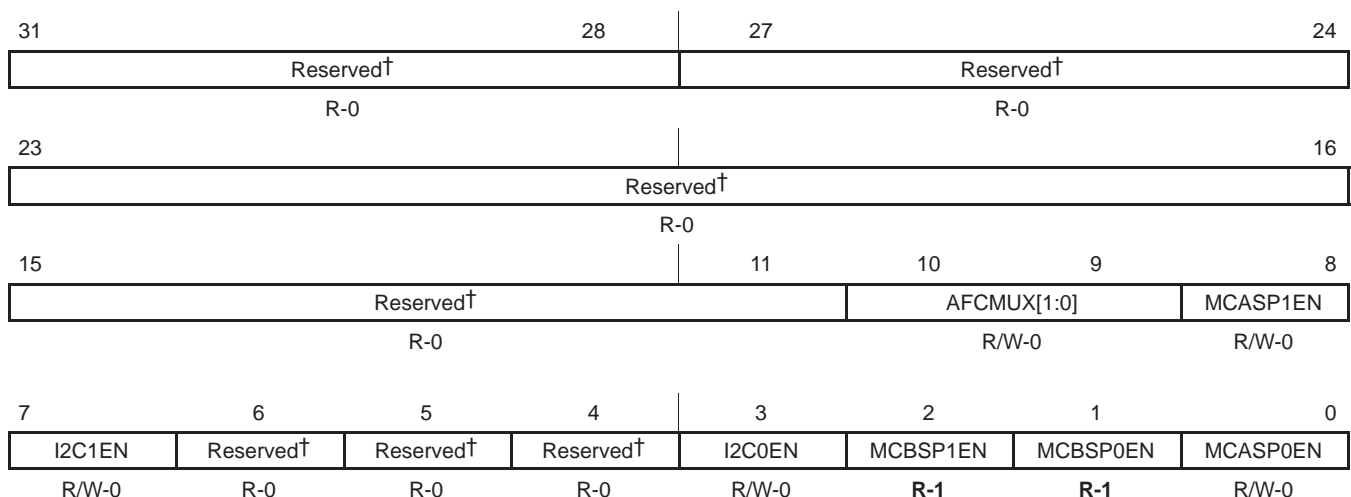 31 28 27 24
Reserved† Reserved†
R-0 R-0
23 16
Reserved†
R-0
15 11 10 9 8
Reserved† AFCMUX[1:0] MCASP1EN
R-0 R/W-0 R/W-0
7 6 5 4 3 2 1 0
I2C1EN Reserved† Reserved† Reserved† I2C0EN MCBSP1EN MCBSP0EN MCASP0EN
R/W-0 R-0 R-0 R-0 R/W-0 R-1 R-1 R/W-0